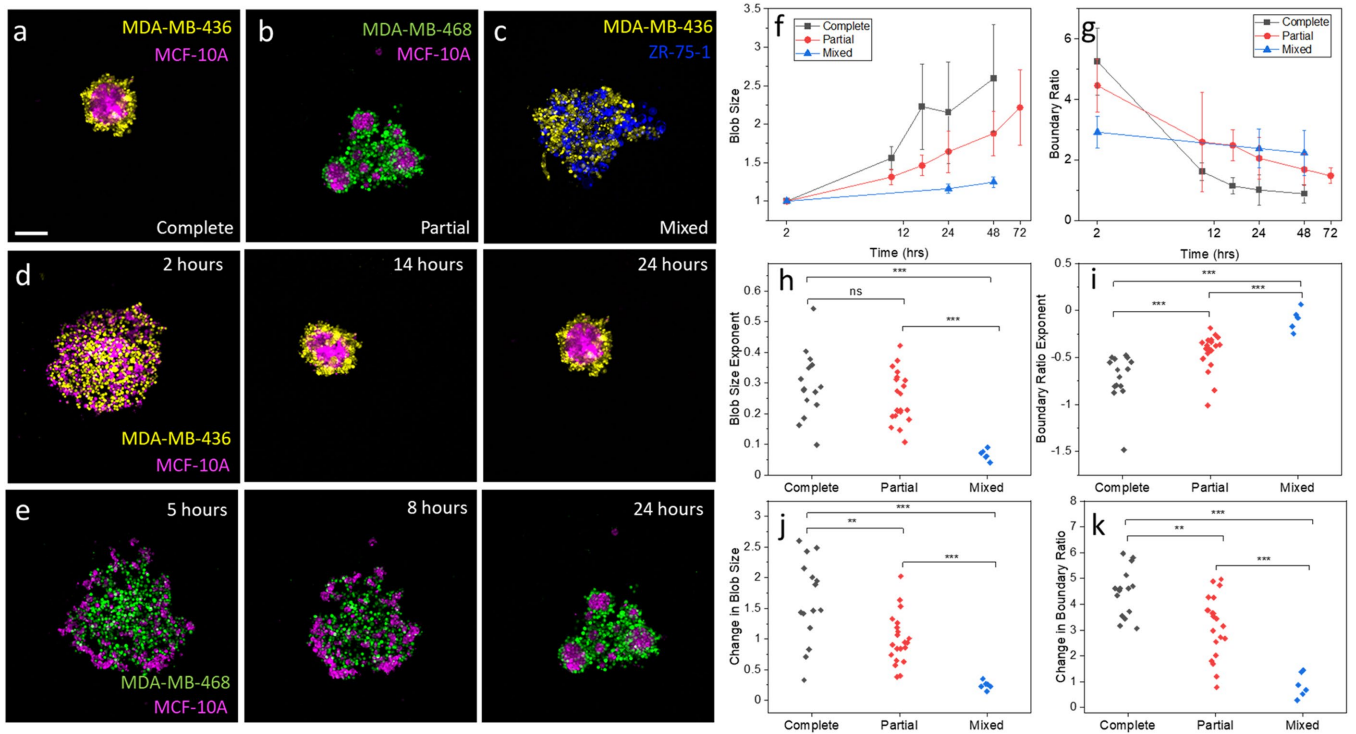 a
MDA-MB-436
MCF-10A
Complete
b
MDA-MB-468
MCF-10A
Partial
c
MDA-MB-436
ZR-75-1
Mixed
d
2 hours
MDA-MB-436
MCF-10A
14 hours
24 hours
e
5 hours
MDA-MB-468
MCF-10A
8 hours
24 hours
f
Complete
Partial
Mixed
Blob Size
2.5
2
1.5
1
2 12 24 48 72
Time (hrs)
g
Complete
Partial
Mixed
Boundary Ratio
6
4
2
0
2 12 24 48 72
Time (hrs)
h
***
ns
***
Blob Size Exponent
0.6
0.5
0.4
0.3
0.2
0.1
0
Complete Partial Mixed
i
***
***
***
Boundary Ratio Exponent
0.5
0
-0.5
-1
-1.5
Complete Partial Mixed
j
***
**
***
Change in Blob Size
3
2.5
2
1.5
1
0.5
0
Complete Partial Mixed
k
***
**
***
Change in Boundary Ratio
8
7
6
5
4
3
2
1
0
Complete Partial Mixed